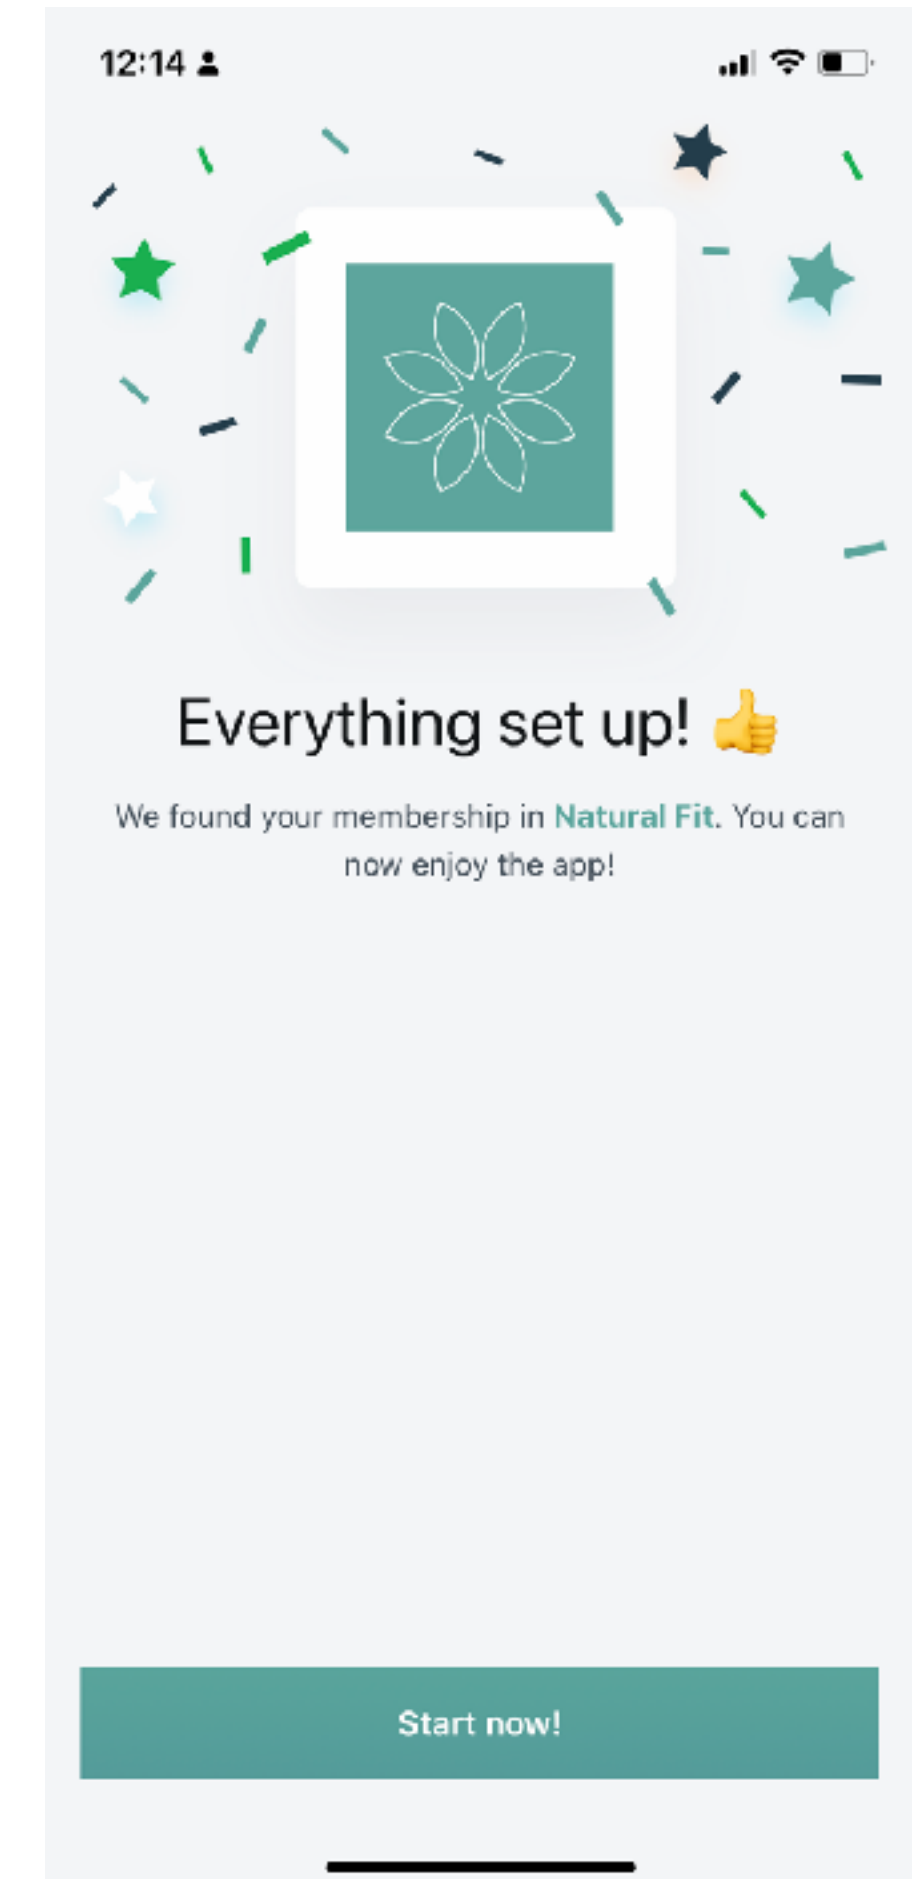 12:14
Everything set up! 👍
We found your membership in Natural Fit. You can
now enjoy the app!
Start now!